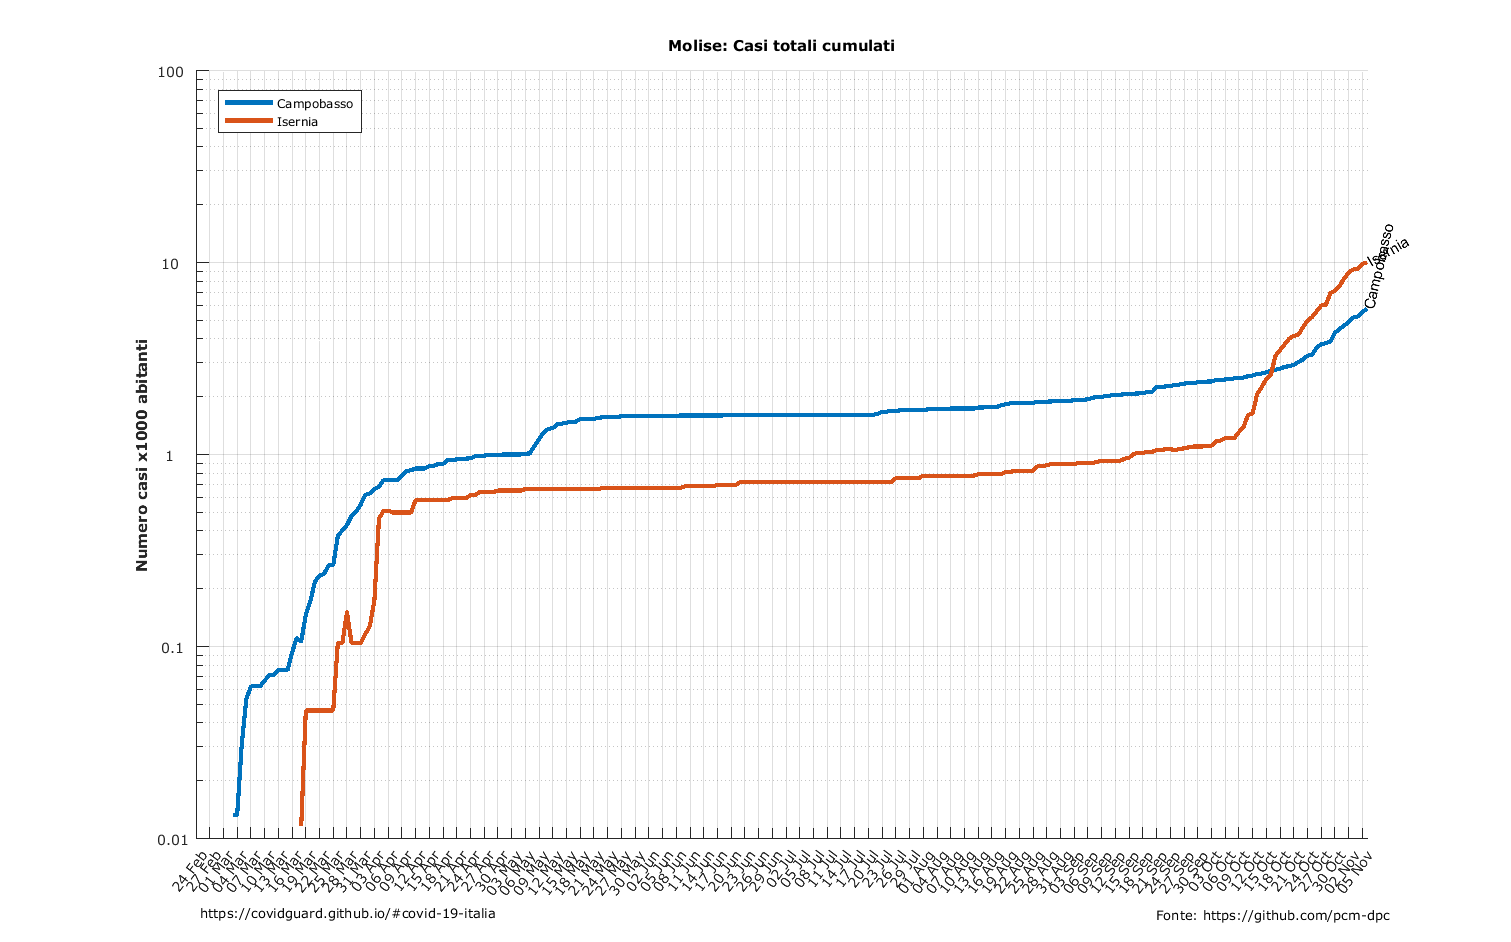 Molise: Casi totali cumulati
100
10
1
0.1
0.01
Numero casi x1000 abitanti
Campobasso
Isernia
Campobasso
Isernia
24 Feb
27 Feb
01 Mar
04 Mar
07 Mar
10 Mar
13 Mar
16 Mar
19 Mar
22 Mar
25 Mar
28 Mar
31 Mar
03 Apr
06 Apr
09 Apr
12 Apr
15 Apr
18 Apr
21 Apr
24 Apr
27 Apr
30 Apr
03 May
06 May
09 May
12 May
15 May
18 May
21 May
24 May
27 May
30 May
02 Jun
05 Jun
08 Jun
11 Jun
14 Jun
17 Jun
20 Jun
23 Jun
26 Jun
29 Jun
02 Jul
05 Jul
08 Jul
11 Jul
14 Jul
17 Jul
20 Jul
23 Jul
26 Jul
29 Jul
01 Aug
04 Aug
07 Aug
10 Aug
13 Aug
16 Aug
19 Aug
22 Aug
25 Aug
28 Aug
31 Aug
03 Sep
06 Sep
09 Sep
12 Sep
15 Sep
18 Sep
21 Sep
24 Sep
27 Sep
30 Sep
03 Oct
06 Oct
09 Oct
12 Oct
15 Oct
18 Oct
21 Oct
24 Oct
27 Oct
30 Oct
02 Nov
05 Nov
https://covidguard.github.io/#covid-19-italia
Fonte: https://github.com/pcm-dpc